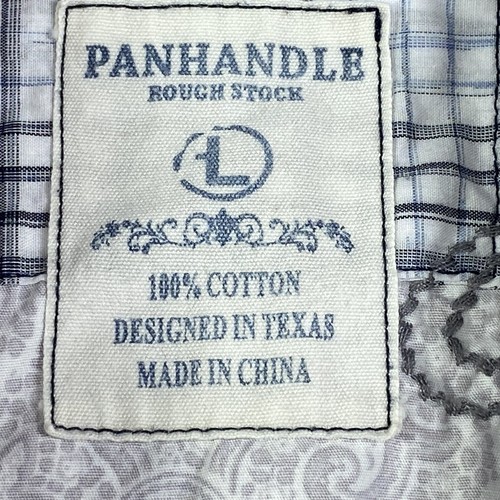 PANHANDLE
ROUGH STOCK
L
100% COTTON
DESIGNED IN TEXAS
MADE IN CHINA